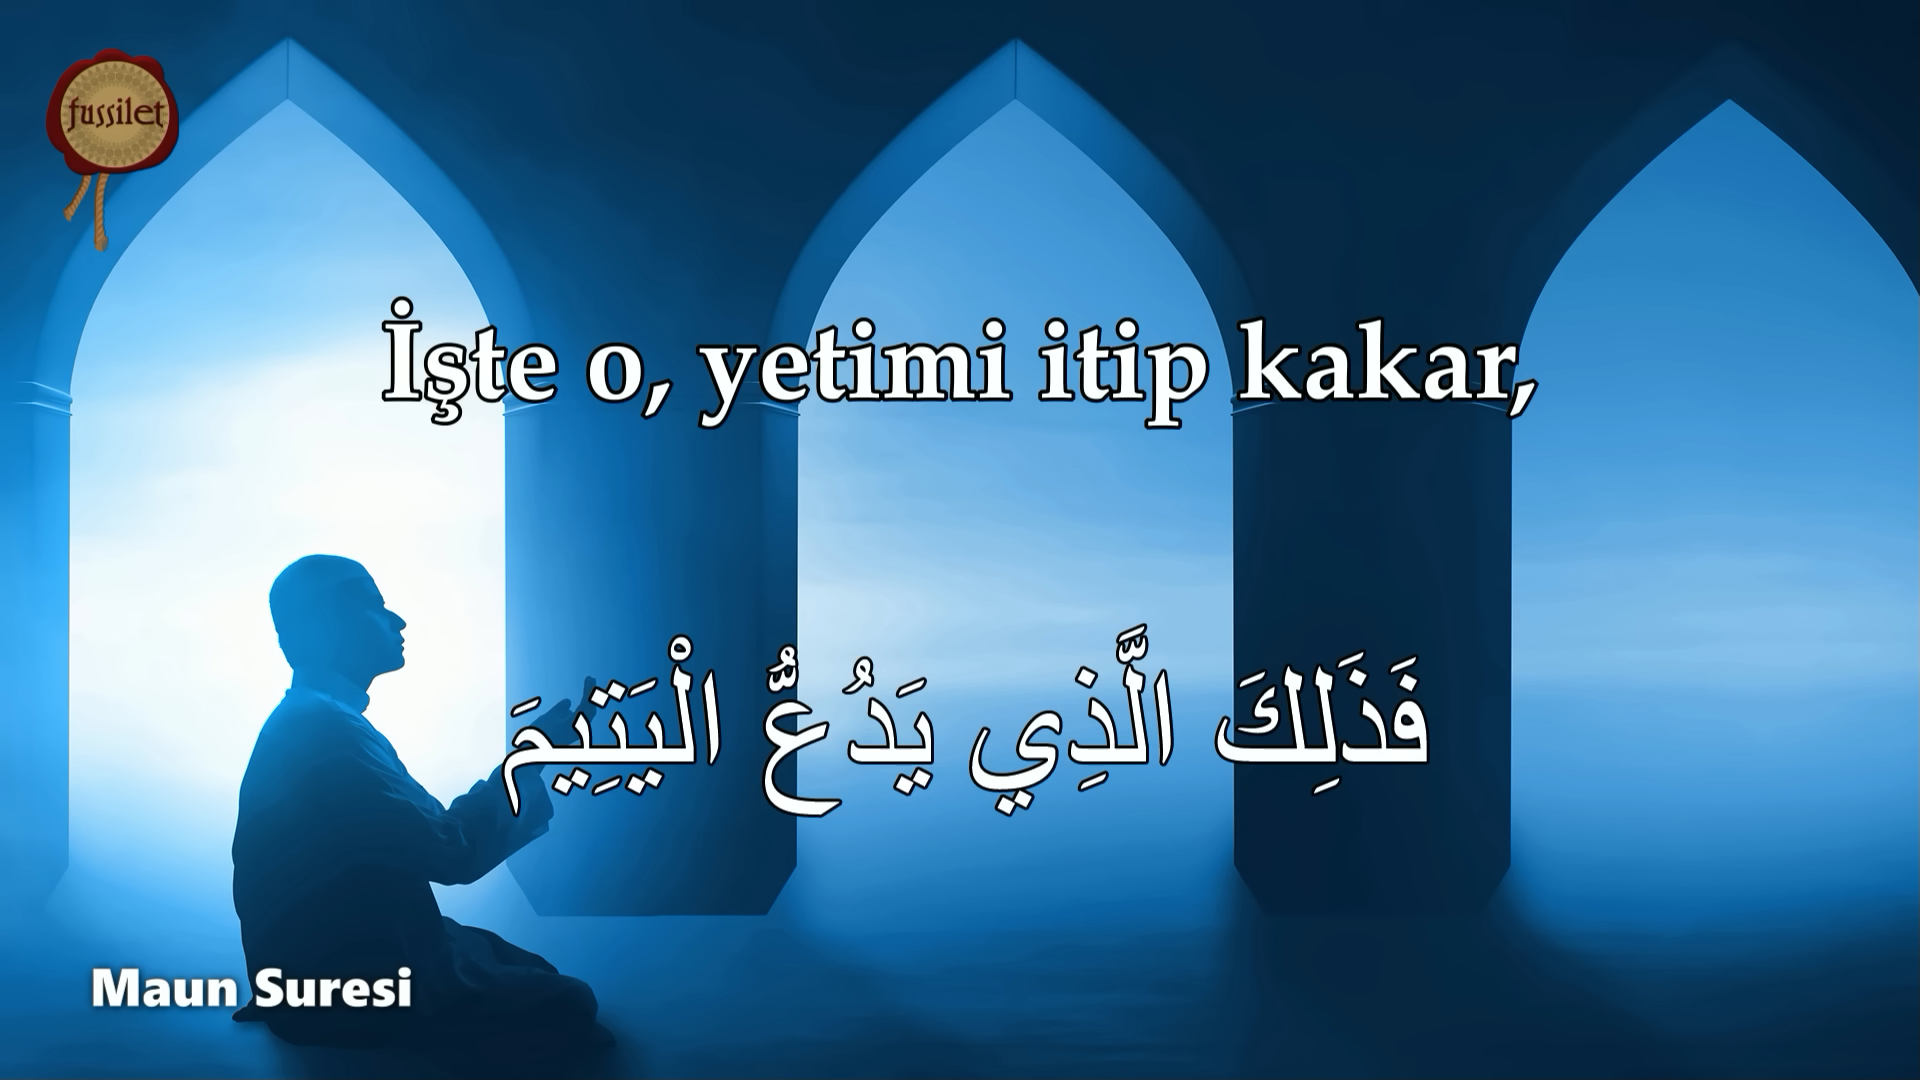 fussilet
İşte o, yetimi itip kakar,
فَذَلِكَ الَّذِي يَدُعُّ الْيَتِيمَ
Maun Suresi